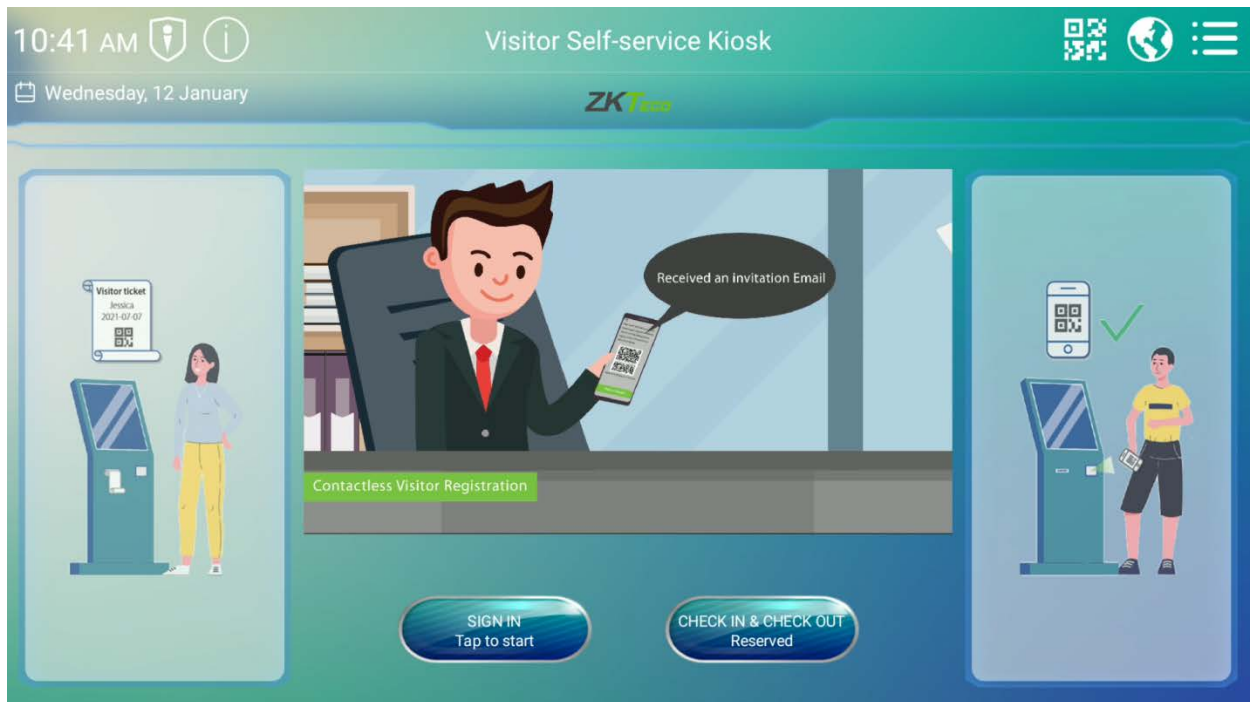 10:41 AM
Visitor Self-service Kiosk
Wednesday, 12 January
ZKTeco
Visitor ticket
Jessica
2021-07-07
Received an invitation Email
Contactless Visitor Registration
SIGN IN
Tap to start
CHECK IN & CHECK OUT
Reserved